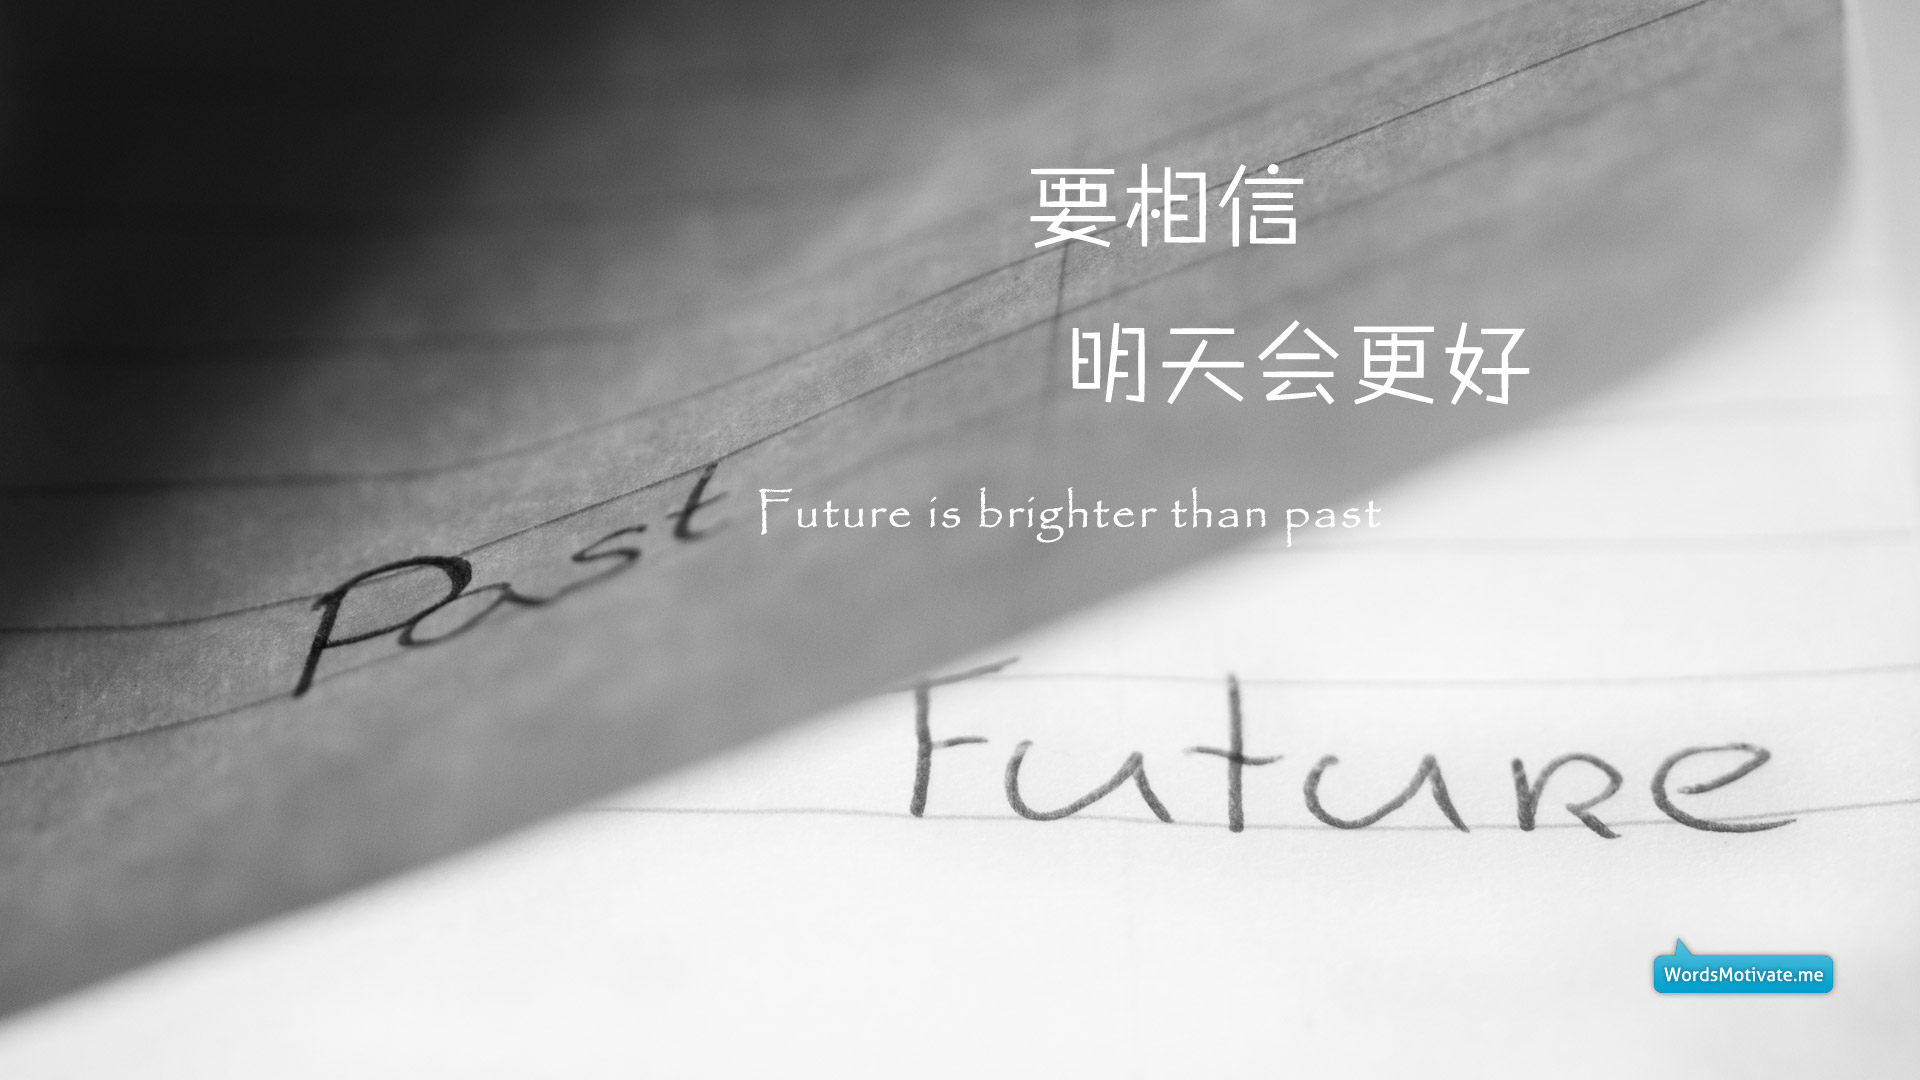 要相信
明天会更好
Future is brighter than past
Past
Future
WordsMotivate.me